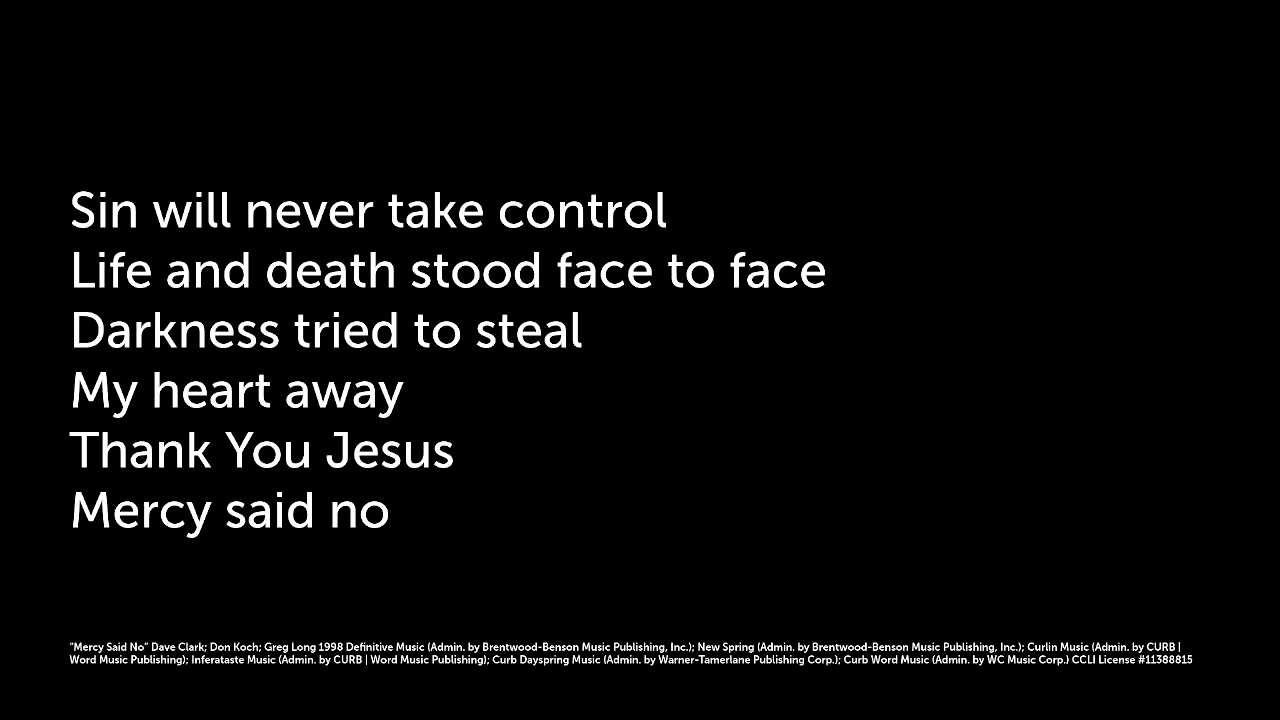 Sin will never take control
Life and death stood face to face
Darkness tried to steal
My heart away
Thank You Jesus
Mercy said no
"Mercy Said No" Dave Clark; Don Koch; Greg Long 1998 Definitive Music (Admin. by Brentwood-Benson Music Publishing, Inc.); New Spring (Admin. by Brentwood-Benson Music Publishing, Inc.); Curlin Music (Admin. by CURB |
Word Music Publishing); Inferataste Music (Admin. by CURB | Word Music Publishing); Curb Dayspring Music (Admin. by Warner-Tamerlane Publishing Corp.); Curb Word Music (Admin. by WC Music Corp.) CCLI License #11388815